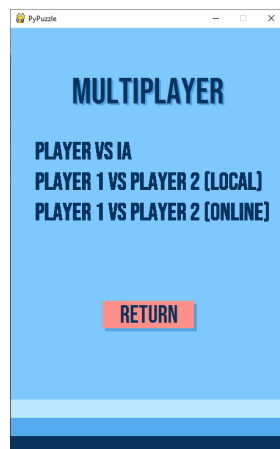 PyPuzzle
MULTIPLAYER
PLAYER VS IA
PLAYER 1 VS PLAYER 2 (LOCAL)
PLAYER 1 VS PLAYER 2 (ONLINE)
RETURN